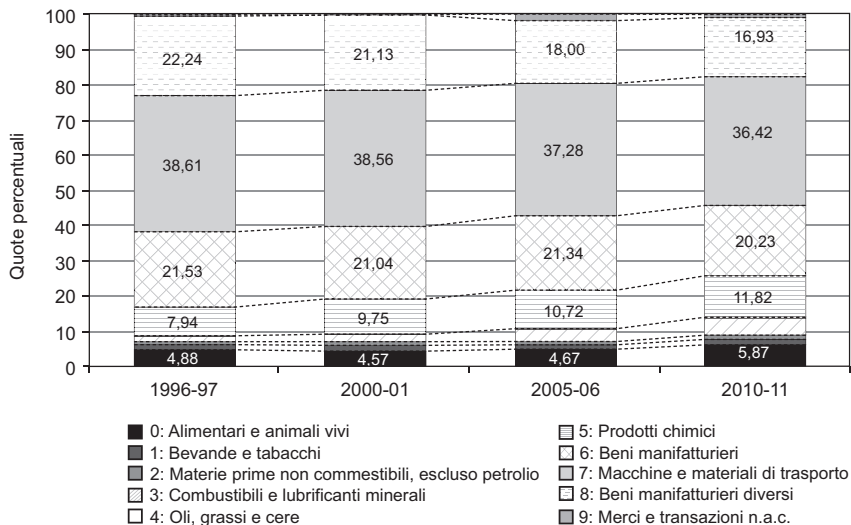 Quote percentuali
100
90
80
70
60
50
40
30
20
10
0
22,24 21,13 18,00 16,93
38,61 38,56 37,28 36,42
21,53 21,04 21,34 20,23
7,94 9,75 10,72 11,82
4,88 4,57 4,67 5,87
1996-97 2000-01 2005-06 2010-11
0: Alimentari e animali vivi
1: Bevande e tabacchi
2: Materie prime non commestibili, escluso petrolio
3: Combustibili e lubrificanti minerali
4: Oli, grassi e cere
5: Prodotti chimici
6: Beni manifatturieri
7: Macchine e materiali di trasporto
8: Beni manifatturieri diversi
9: Merci e transazioni n.a.c.